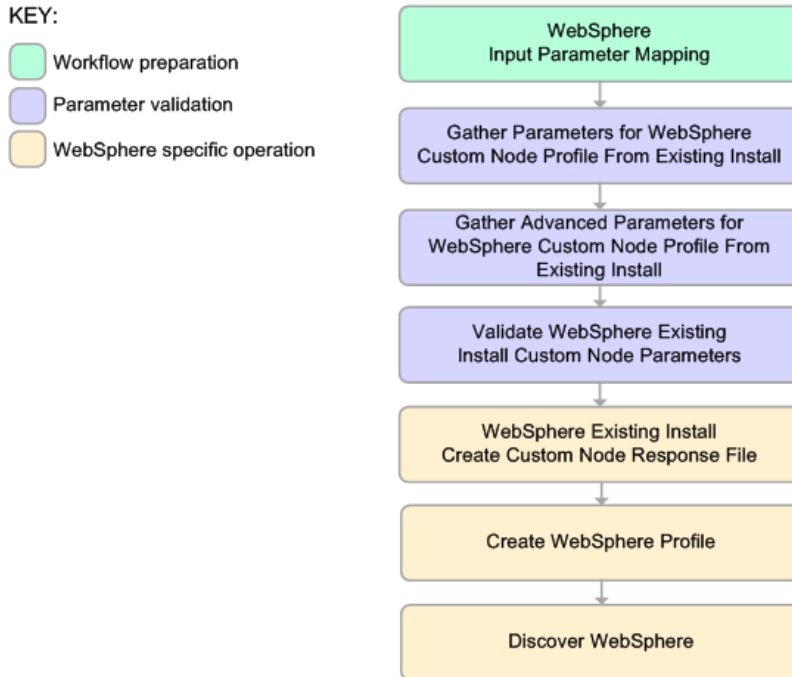 KEY:
Workflow preparation
Parameter validation
WebSphere specific operation
WebSphere
Input Parameter Mapping
Gather Parameters for WebSphere
Custom Node Profile From Existing Install
Gather Advanced Parameters for
WebSphere Custom Node Profile From
Existing Install
Validate WebSphere Existing
Install Custom Node Parameters
WebSphere Existing Install
Create Custom Node Response File
Create WebSphere Profile
Discover WebSphere